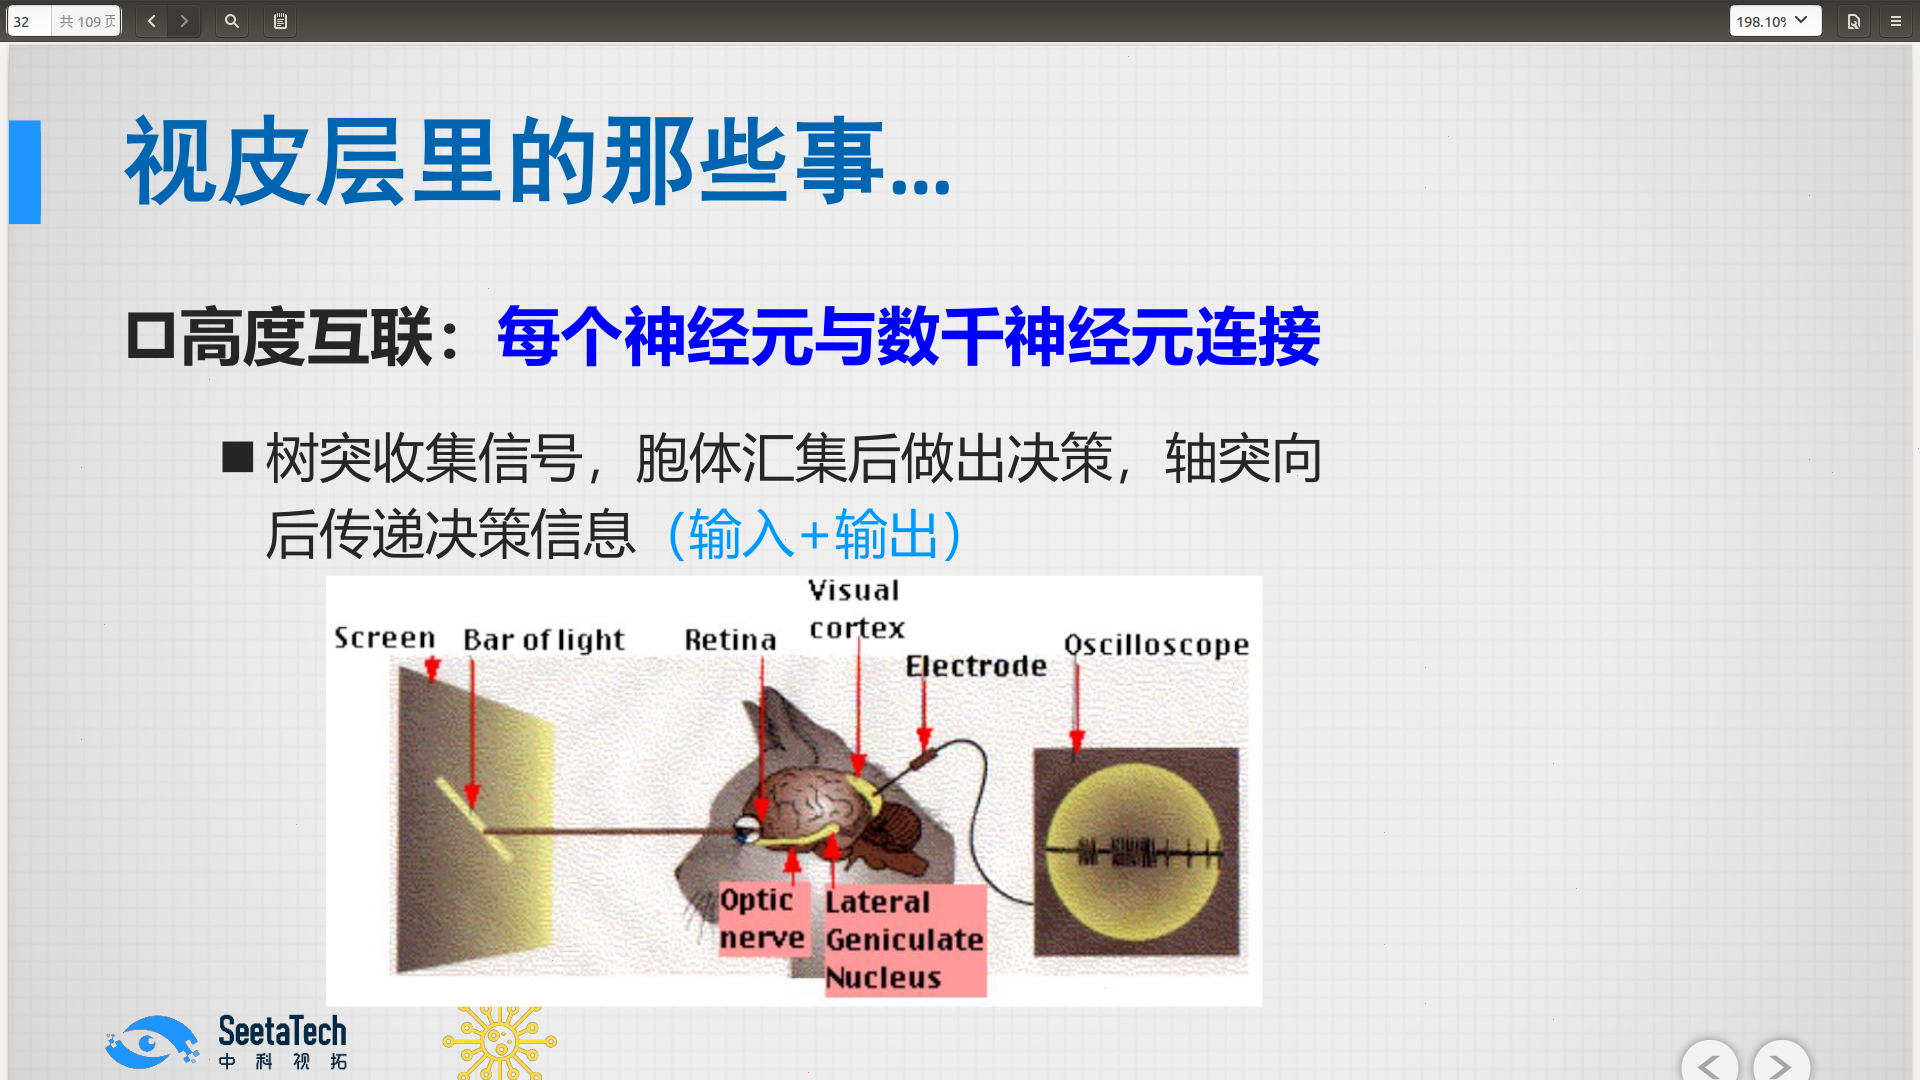 32
共 109 页
198.10%
视皮层里的那些事...
高度互联：每个神经元与数千神经元连接
树突收集信号，胞体汇集后做出决策，轴突向
后传递决策信息（输入+输出）
Visual
cortex
Screen
Bar of light
Retina
Electrode
Oscilloscope
Optic
nerve
Lateral
Geniculate
Nucleus
SeetaTech
中科视拓